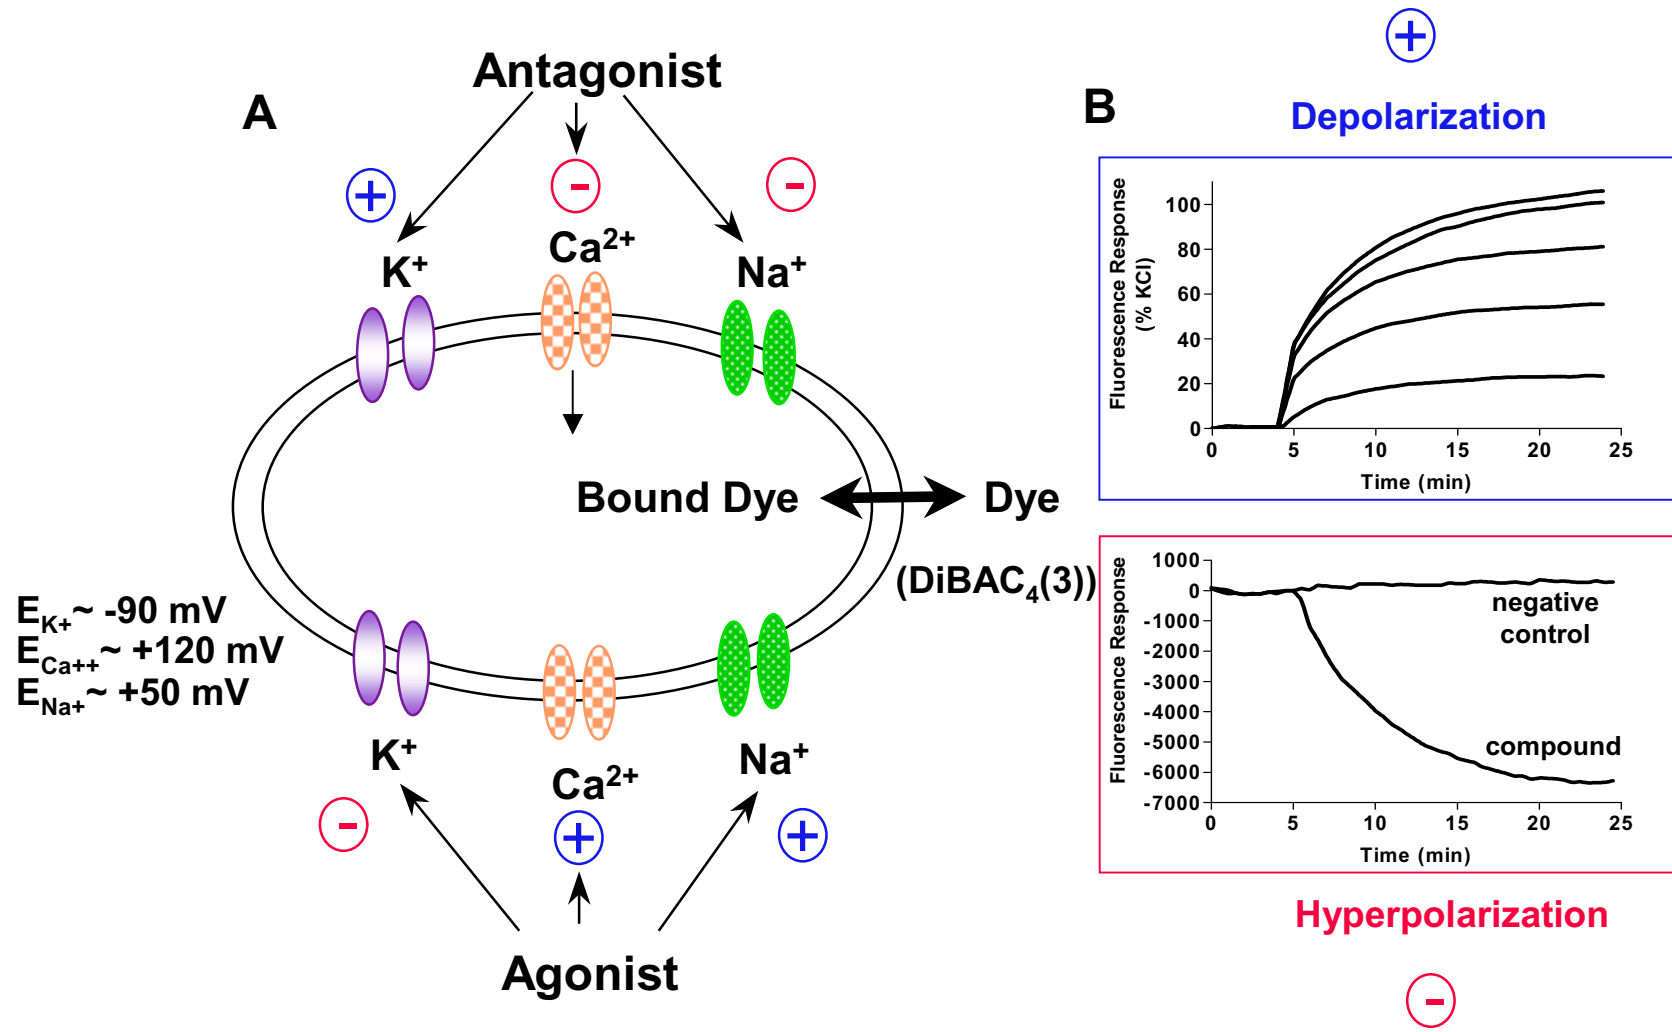 A
Antagonist
+
-
-
K+
Ca2+
Na+
Bound Dye
Dye
(DiBAC4(3))
EK+~ -90 mV
ECa++~ +120 mV
ENa+~ +50 mV
K+
Ca2+
Na+
-
+
+
Agonist
B
+
Depolarization
Fluorescence Response
(% KCl)
100
80
60
40
20
0
0 5 10 15 20 25
Time (min)
Fluorescence Response
1000
0
-1000
-2000
-3000
-4000
-5000
-6000
-7000
negative
control
compound
0 5 10 15 20 25
Time (min)
Hyperpolarization
-